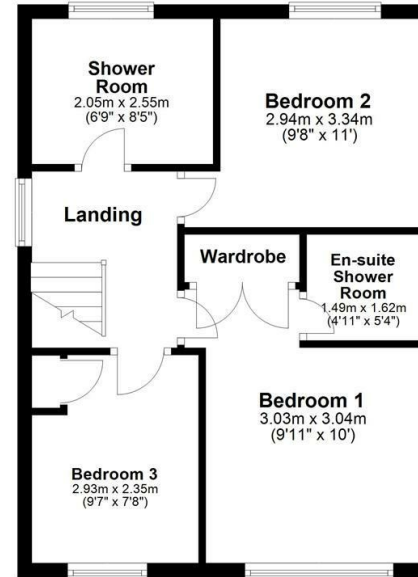 Shower
Room
2.05m x 2.55m
(6'9" x 8'5")
Bedroom 2
2.94m x 3.34m
(9'8" x 11')
Landing
Wardrobe
En-suite
Shower
Room
1.49m x 1.62m
(4'11" x 5'4")
Bedroom 1
3.03m x 3.04m
(9'11" x 10')
Bedroom 3
2.93m x 2.35m
(9'7" x 7'8")